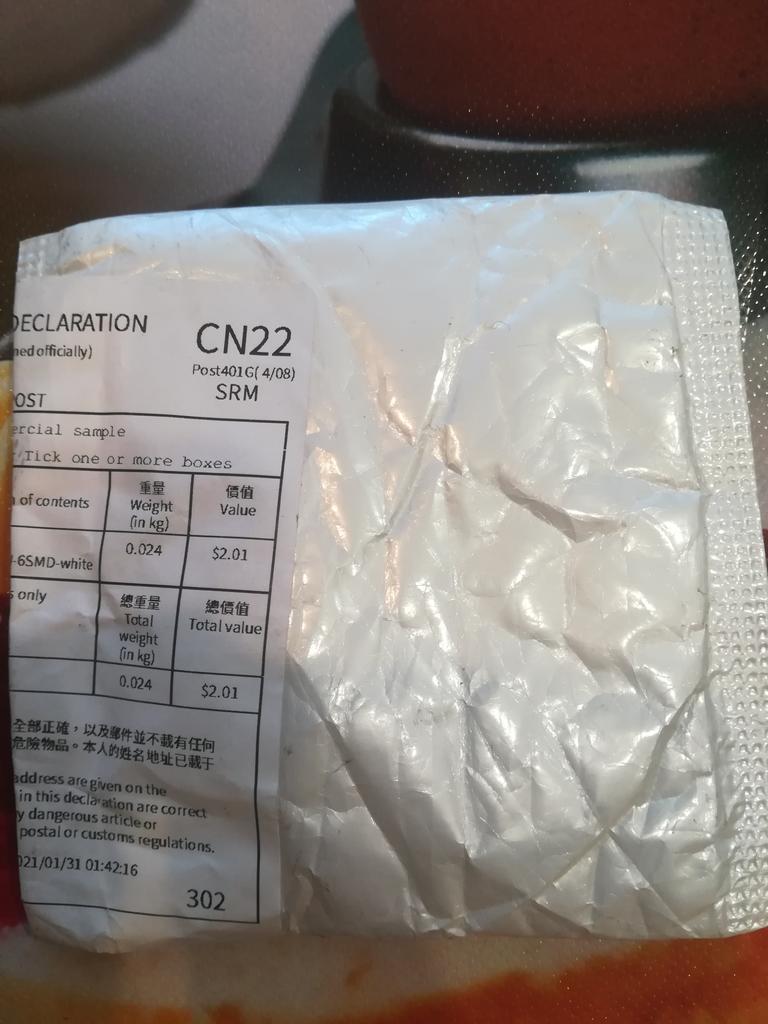 DECLARATION
CN22
ned officially)
Post401G( 4/08)
OST
SRM
ercial sample
Tick one or more boxes
of contents
重量
Weight
(in kg)
價值
Value
-6SMD-white
0.024
$2.01
s only
總重量
Total
weight
(in kg)
總價值
Total value
0.024
$2.01
全部正確，以及郵件並不載有任何
危險物品。本人的姓名地址已載于
address are given on the
in this declaration are correct
y dangerous article or
postal or customs regulations.
021/01/31 01:42:16
302